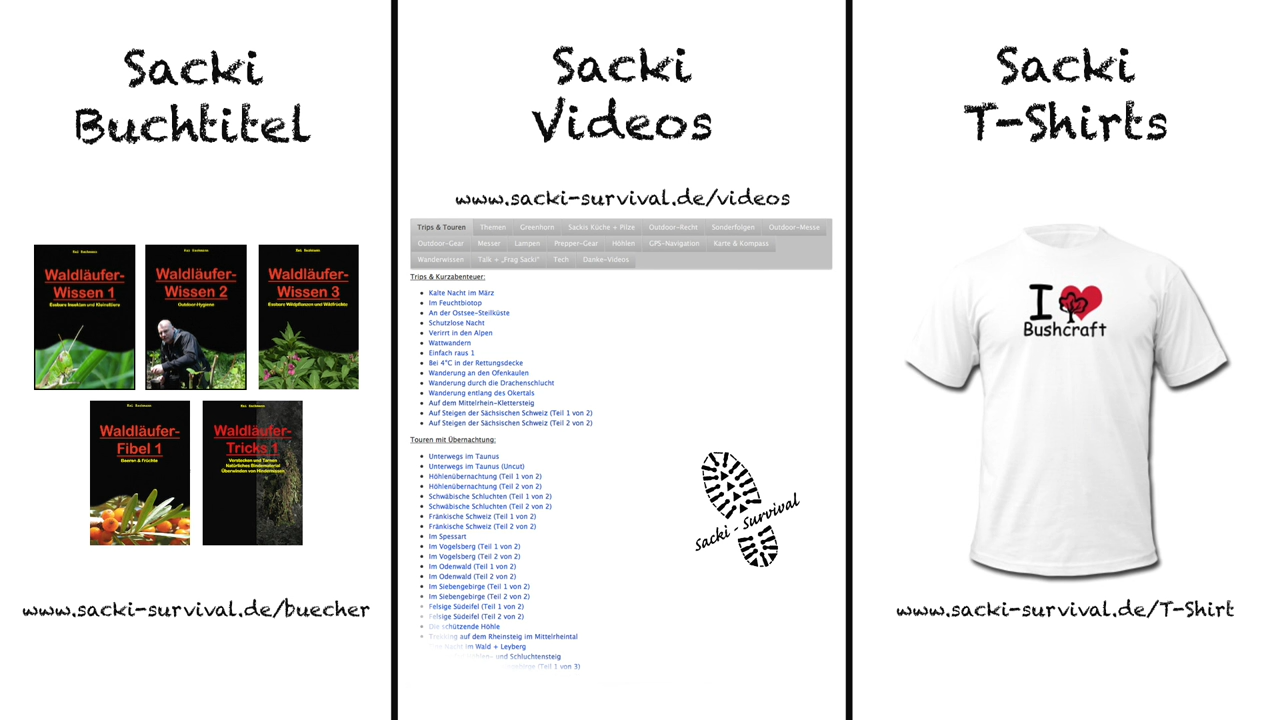 Sacki
Buchtitel
Kai Sackmann
Waldläufer-
Wissen 1
Essbare Insekten und Kleinsttiere
Kai Sackmann
Waldläufer-
Wissen 2
Outdoor-Hygiene
Kai Sackmann
Waldläufer-
Wissen 3
Essbare Wildpflanzen und Wildfrüchte
Kai Sackmann
Waldläufer-
Fibel 1
Beeren & Früchte
Kai Sackmann
Waldläufer-
Tricks 1
Verstecken und Tarnen
Natürliches Bindematerial
Überwinden von Hindernissen
www.sacki-survival.de/buecher
Sacki
Videos
www.sacki-survival.de/videos
Trips & Touren Themen Greenhorn Sackis Küche + Pilze Outdoor-Recht Sonderfolgen Outdoor-Messe
Outdoor-Gear Messer Lampen Prepper-Gear Höhlen GPS-Navigation Karte & Kompass
Wanderwissen Talk + „Frag Sacki" Tech Danke-Videos
Trips & Kurzabenteuer:
Kalte Nacht im März
Im Feuchtbiotop
An der Ostsee-Steilküste
Schutzlose Nacht
Verirrt in den Alpen
Wattwandern
Einfach raus 1
Bei 4°C in der Rettungsdecke
Wanderung an den Ofenkaulen
Wanderung durch die Drachenschlucht
Wanderung entlang des Okertals
Auf dem Mittelrhein-Klettersteig
Auf Steigen der Sächsischen Schweiz (Teil 1 von 2)
Auf Steigen der Sächsischen Schweiz (Teil 2 von 2)
Touren mit Übernachtung:
Unterwegs im Taunus
Unterwegs im Taunus (Uncut)
Höhlenübernachtung (Teil 1 von 2)
Höhlenübernachtung (Teil 2 von 2)
Schwäbische Schluchten (Teil 1 von 2)
Schwäbische Schluchten (Teil 2 von 2)
Fränkische Schweiz (Teil 1 von 2)
Fränkische Schweiz (Teil 2 von 2)
Im Spessart
Im Vogelsberg (Teil 1 von 2)
Im Vogelsberg (Teil 2 von 2)
Im Odenwald (Teil 1 von 2)
Im Odenwald (Teil 2 von 2)
Im Siebengebirge (Teil 1 von 2)
Im Siebengebirge (Teil 2 von 2)
Felsige Südeifel (Teil 1 von 2)
Felsige Südeifel (Teil 2 von 2)
Die schützende Höhle
Trekking auf dem Rheinsteig im Mittelrheintal
Nacht im Wald + Leyberg
und Schluchtensteig
(Teil 1 von 3)
Sacki - Survival
Sacki
T-Shirts
I
Bushcraft
www.sacki-survival.de/T-Shirt